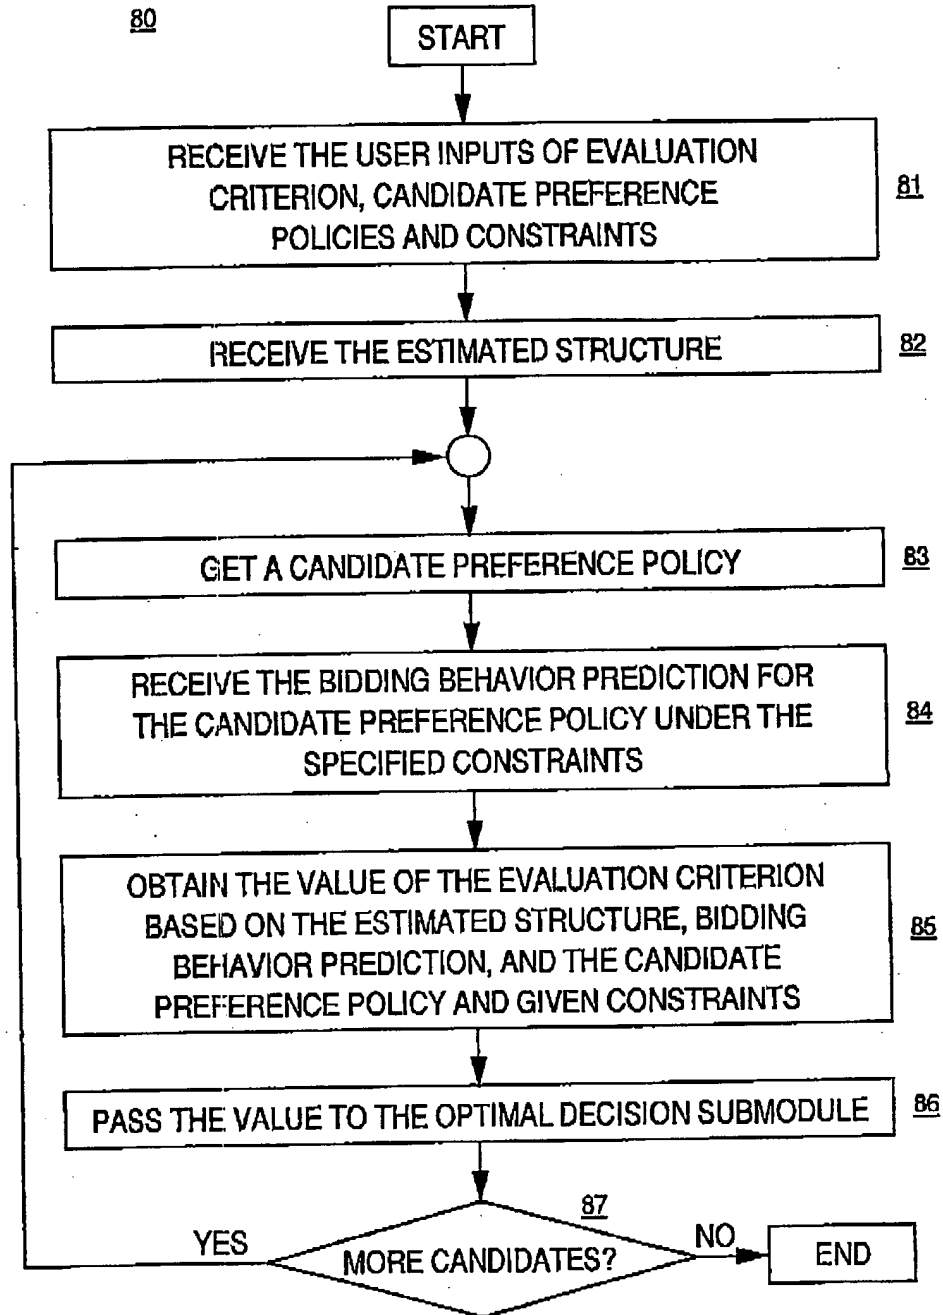 80
START
RECEIVE THE USER INPUTS OF EVALUATION
CRITERION, CANDIDATE PREFERENCE
POLICIES AND CONSTRAINTS
81
RECEIVE THE ESTIMATED STRUCTURE
82
GET A CANDIDATE PREFERENCE POLICY
83
RECEIVE THE BIDDING BEHAVIOR PREDICTION FOR
THE CANDIDATE PREFERENCE POLICY UNDER THE
SPECIFIED CONSTRAINTS
84
OBTAIN THE VALUE OF THE EVALUATION CRITERION
BASED ON THE ESTIMATED STRUCTURE, BIDDING
BEHAVIOR PREDICTION, AND THE CANDIDATE
PREFERENCE POLICY AND GIVEN CONSTRAINTS
85
PASS THE VALUE TO THE OPTIMAL DECISION SUBMODULE
86
87
YES
MORE CANDIDATES?
NO
END